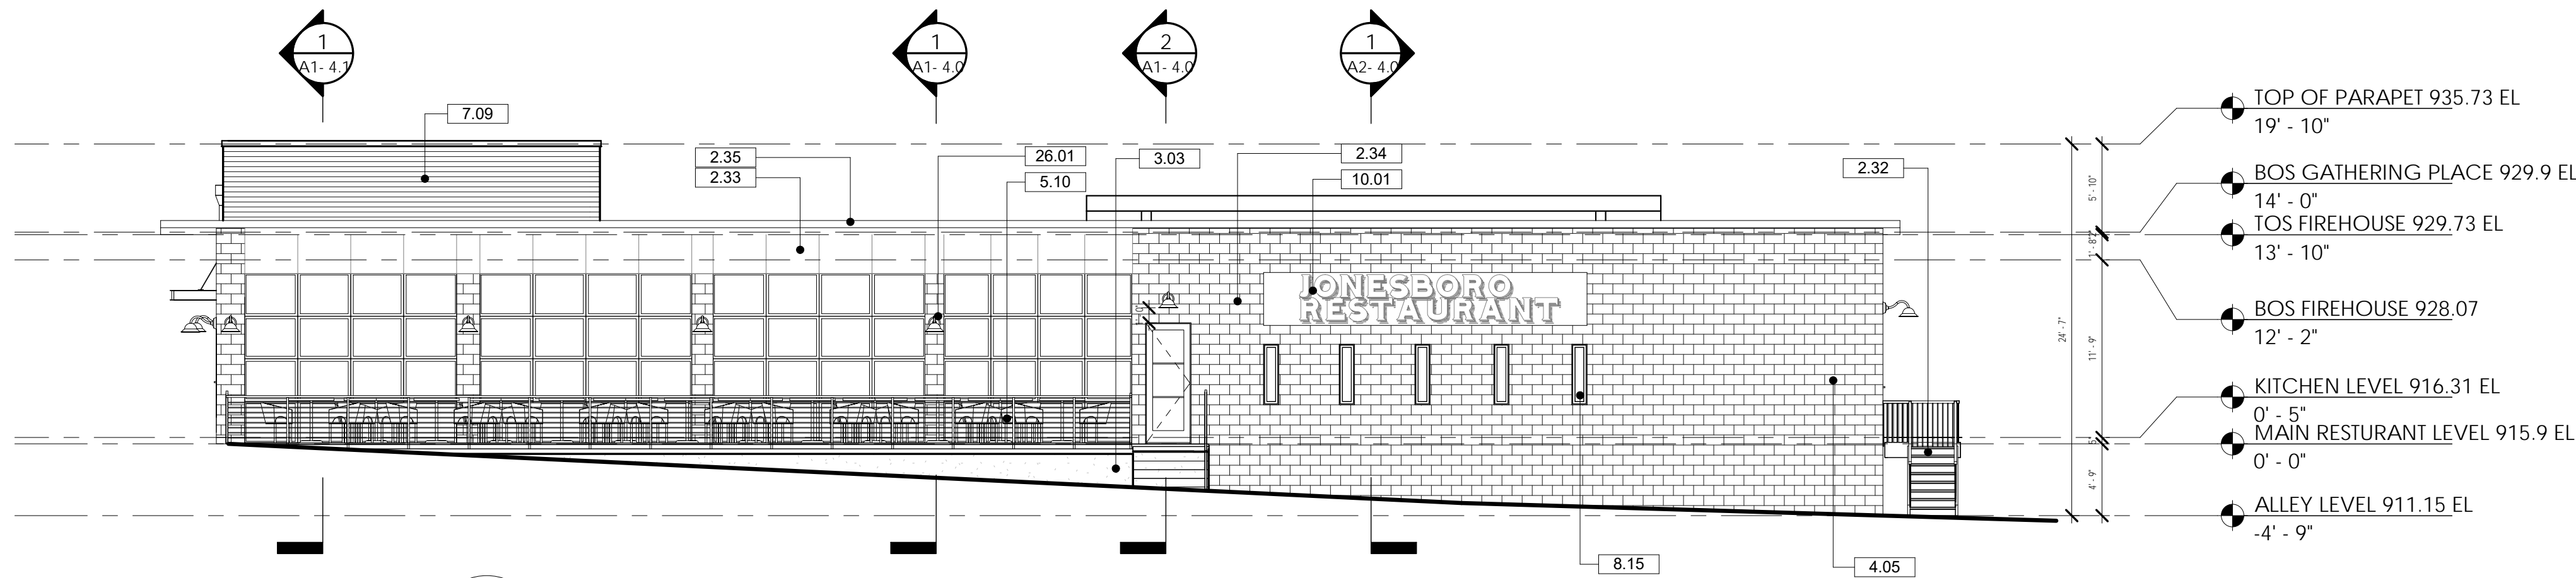 1
A1- 4.1
1
A1- 4.0
2
A1- 4.0
1
A2- 4.0
7.09
2.35
2.33
26.01
5.10
3.03
2.34
10.01
2.32
JONESBORO
RESTAURANT
8.15
4.05
24' - 7"
5' - 10"
11' - 9"
4' - 9"
TOP OF PARAPET 935.73 EL
19' - 10"
BOS GATHERING PLACE 929.9 EL
14' - 0"
TOS FIREHOUSE 929.73 EL
13' - 10"
BOS FIREHOUSE 928.07
12' - 2"
KITCHEN LEVEL 916.31 EL
0' - 5"
MAIN RESTURANT LEVEL 915.9 EL
0' - 0"
ALLEY LEVEL 911.15 EL
-4' - 9"